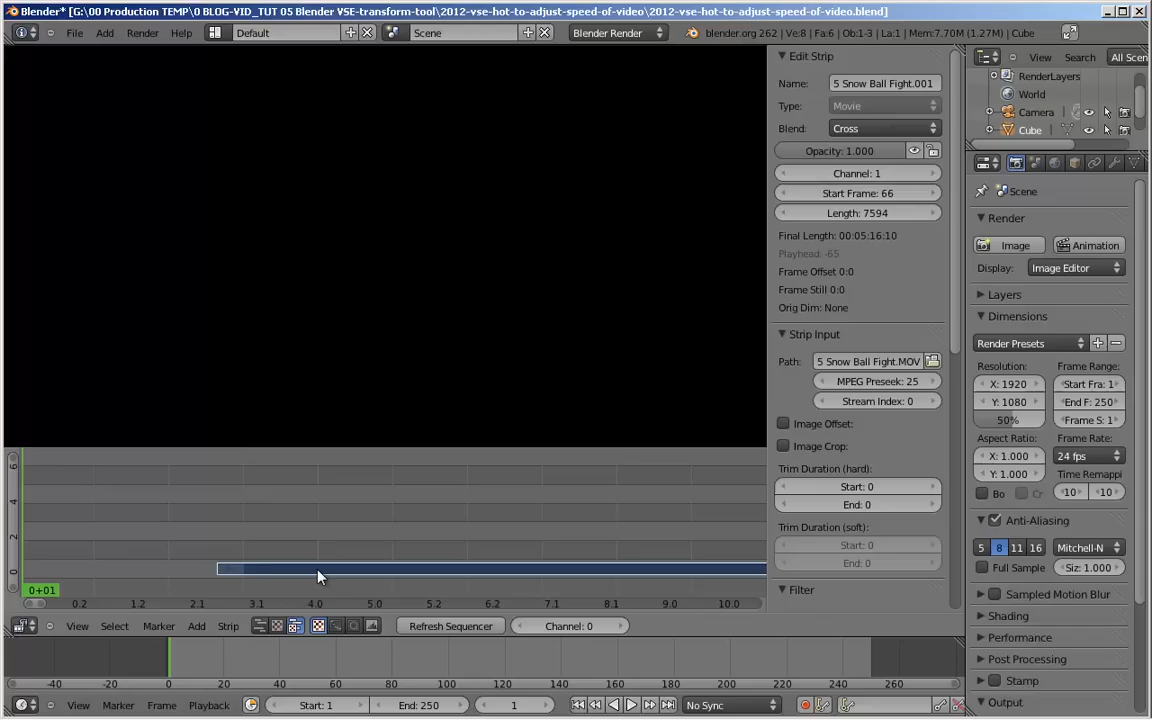 Blender* [G:\00 Production TEMP\0 BLOG-VID_TUT 05 Blender VSE-transform-tool\2012-vse-hot-to-adjust-speed-of-video\2012-vse-hot-to-adjust-speed-of-video.blend]
File Add Render Help Default Scene Blender Render blender.org 262 | Ve:8 | Fa:6 | Ob:1-3 | La:1 | Mem:7.70M (1.27M) | Cube
Edit Strip
Name: 5 Snow Ball Fight.001
Type: Movie
Blend: Cross
Opacity: 1.000
Channel: 1
Start Frame: 66
Length: 7594
Final Length: 00:05:16:10
Playhead: -65
Frame Offset 0:0
Frame Still 0:0
Orig Dim: None
Strip Input
Path: 5 Snow Ball Fight.MOV
MPEG Preseek: 25
Stream Index: 0
Image Offset:
Image Crop:
Trim Duration (hard):
Start: 0
End: 0
Trim Duration (soft):
Start: 0
End: 0
Filter
View Search All Scen
RenderLayers
World
Camera
Cube
Scene
Render
Image Animation
Display: Image Editor
Layers
Dimensions
Render Presets
Resolution: Frame Range:
X: 1920 Start Fra: 1
Y: 1080 End F: 250
50% Frame S: 1
Aspect Ratio: Frame Rate:
X: 1.000 24 fps
Y: 1.000 Time Remappi
Bo Cr 10 10
Anti-Aliasing
5 8 11 16 Mitchell-N
Full Sample Siz: 1.000
Sampled Motion Blur
Shading
Performance
Post Processing
Stamp
Output
6
4
2
0
0+01
0.2 1.2 2.1 3.1 4.0 5.0 5.2 6.2 7.1 8.1 9.0 10.0
View Select Marker Add Strip Refresh Sequencer Channel: 0
-40 -20 0 20 40 60 80 100 120 140 160 180 200 220 240 260
View Marker Frame Playback Start: 1 End: 250 1 No Sync